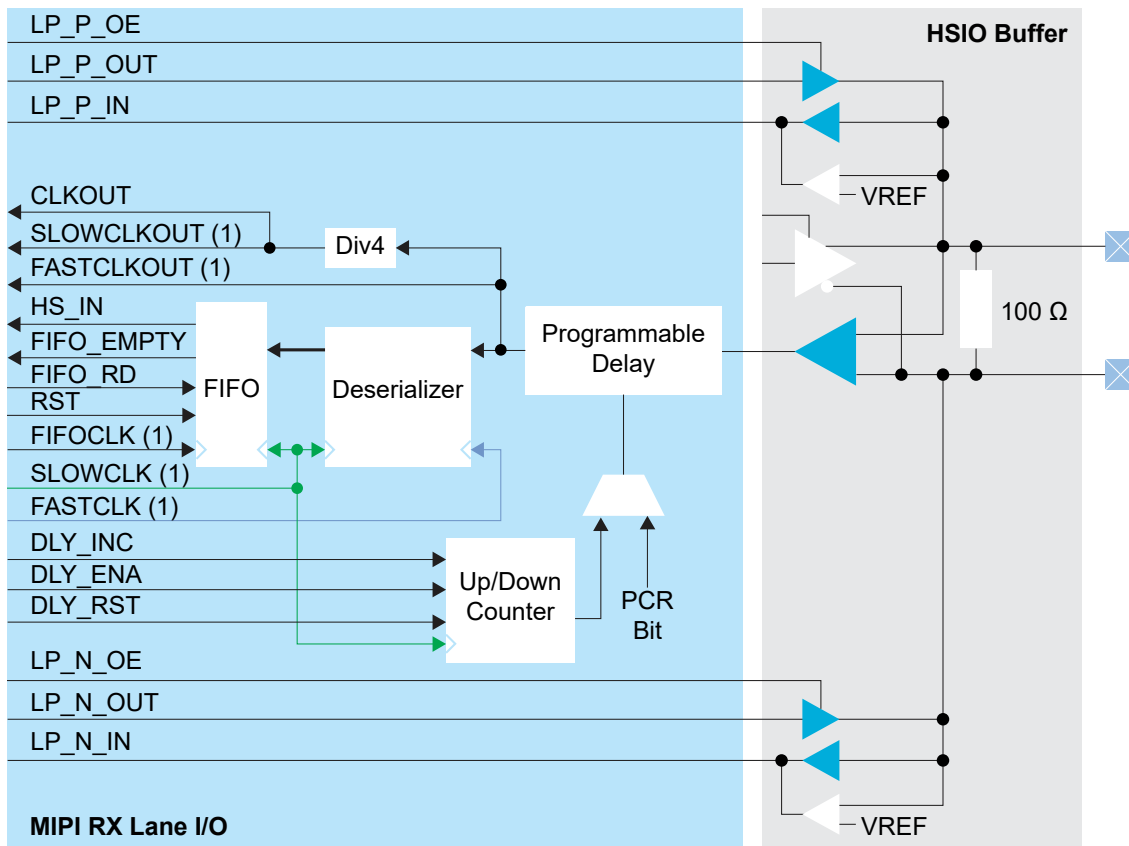 LP_P_OE
HSIO Buffer
LP_P_OUT
LP_P_IN
VREF
CLKOUT
SLOWCLKOUT (1)
Div4
FASTCLKOUT (1)
HS_IN
FIFO_EMPTY
FIFO_RD
RST
FIFOCLK (1)
SLOWCLK (1)
FASTCLK (1)
FIFO
Deserializer
Programmable
Delay
100 Ω
DLY_INC
DLY_ENA
DLY_RST
Up/Down
Counter
PCR
Bit
LP_N_OE
LP_N_OUT
LP_N_IN
VREF
MIPI RX Lane I/O